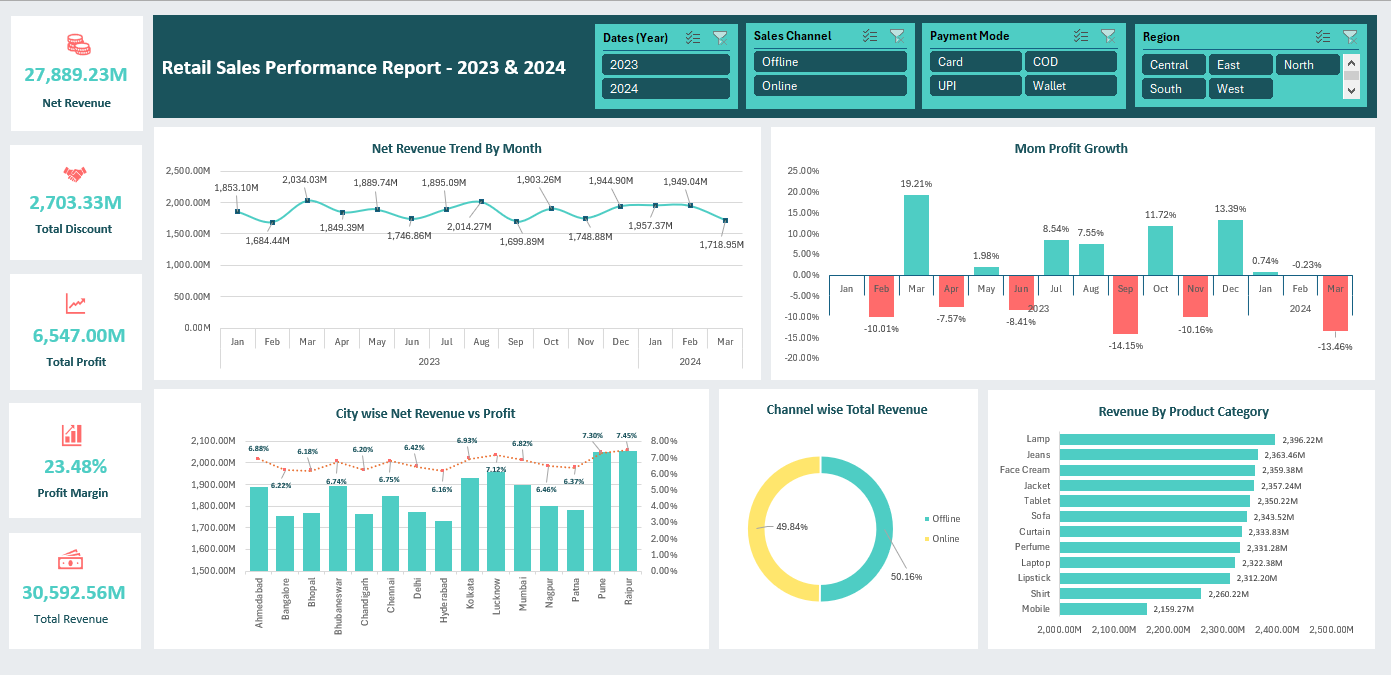 27,889.23M
Net Revenue
2,703.33M
Total Discount
6,547.00M
Total Profit
23.48%
Profit Margin
30,592.56M
Total Revenue
Retail Sales Performance Report - 2023 & 2024
Dates (Year)
2023
2024
Sales Channel
Offline
Online
Payment Mode
Card COD
UPI Wallet
Region
Central East North
South West
Net Revenue Trend By Month
2,500.00M
2,000.00M
1,500.00M
1,000.00M
500.00M
0.00M
1,853.10M
1,684.44M
2,034.03M
1,849.39M
1,889.74M
1,746.86M
1,895.09M
2,014.27M
1,699.89M
1,903.26M
1,748.88M
1,944.90M
1,957.37M
1,949.04M
1,718.95M
Jan Feb Mar Apr May Jun Jul Aug Sep Oct Nov Dec Jan Feb Mar
2023 2024
Mom Profit Growth
25.00%
20.00%
15.00%
10.00%
5.00%
0.00%
-5.00%
-10.00%
-15.00%
-20.00%
-10.01%
19.21%
-7.57%
1.98%
-8.41%
8.54%
7.55%
-14.15%
11.72%
-10.16%
13.39%
0.74%
-0.23%
-13.46%
Jan Feb Mar Apr May Jun Jul Aug Sep Oct Nov Dec Jan Feb Mar
2023 2024
City wise Net Revenue vs Profit
2,100.00M
2,000.00M
1,900.00M
1,800.00M
1,700.00M
1,600.00M
1,500.00M
6.88%
6.22%
6.18%
6.74%
6.20%
6.75%
6.42%
6.16%
6.93%
7.12%
6.82%
6.46%
6.37%
7.30%
7.45%
8.00%
7.00%
6.00%
5.00%
4.00%
3.00%
2.00%
1.00%
0.00%
Ahmedabad
Bangalore
Bhopal
Bhubaneswar
Chandigarh
Chennai
Delhi
Hyderabad
Kolkata
Lucknow
Mumbai
Nagpur
Patna
Pune
Raipur
Channel wise Total Revenue
49.84%
50.16%
Offline
Online
Revenue By Product Category
Lamp 2,396.22M
Jeans 2,363.46M
Face Cream 2,359.38M
Jacket 2,357.24M
Tablet 2,350.22M
Sofa 2,343.52M
Curtain 2,333.83M
Perfume 2,331.28M
Laptop 2,322.38M
Lipstick 2,312.20M
Shirt 2,260.22M
Mobile 2,159.27M
2,000.00M 2,100.00M 2,200.00M 2,300.00M 2,400.00M 2,500.00M